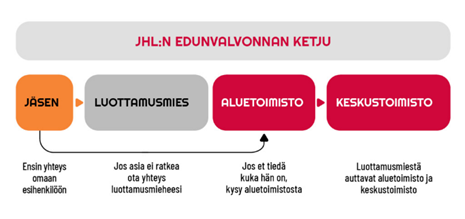 JHL:N EDUNVALVONNAN KETJU
JÄSEN
LUOTTAMUSMIES
ALUETOIMISTO
KESKUSTOIMISTO
Ensin yhteys
omaan
esihenkilöön
Jos asia ei ratkea
ota yhteys
luottamusmieheesi
Jos et tiedä
kuka hän on,
kysy aluetoimistosta
Luottamusmiestä
auttavat aluetoimisto ja
keskustoimisto